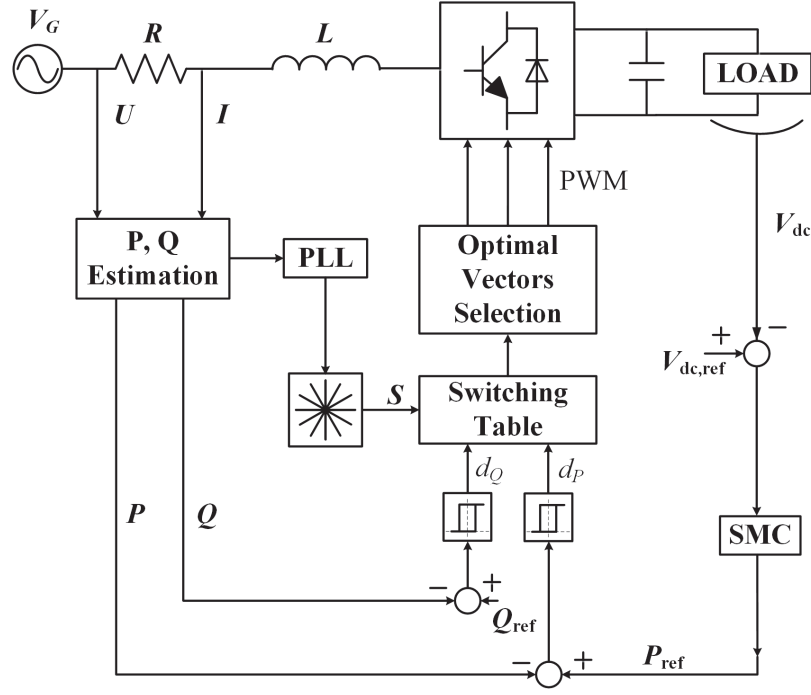 V_G
R
L
LOAD
U
I
PWM
P, Q
Estimation
PLL
Optimal
Vectors
Selection
V_dc
−
+
V_dc,ref
S
Switching
Table
d_Q
d_P
P
Q
SMC
−
+
Q_ref
−
+
P_ref